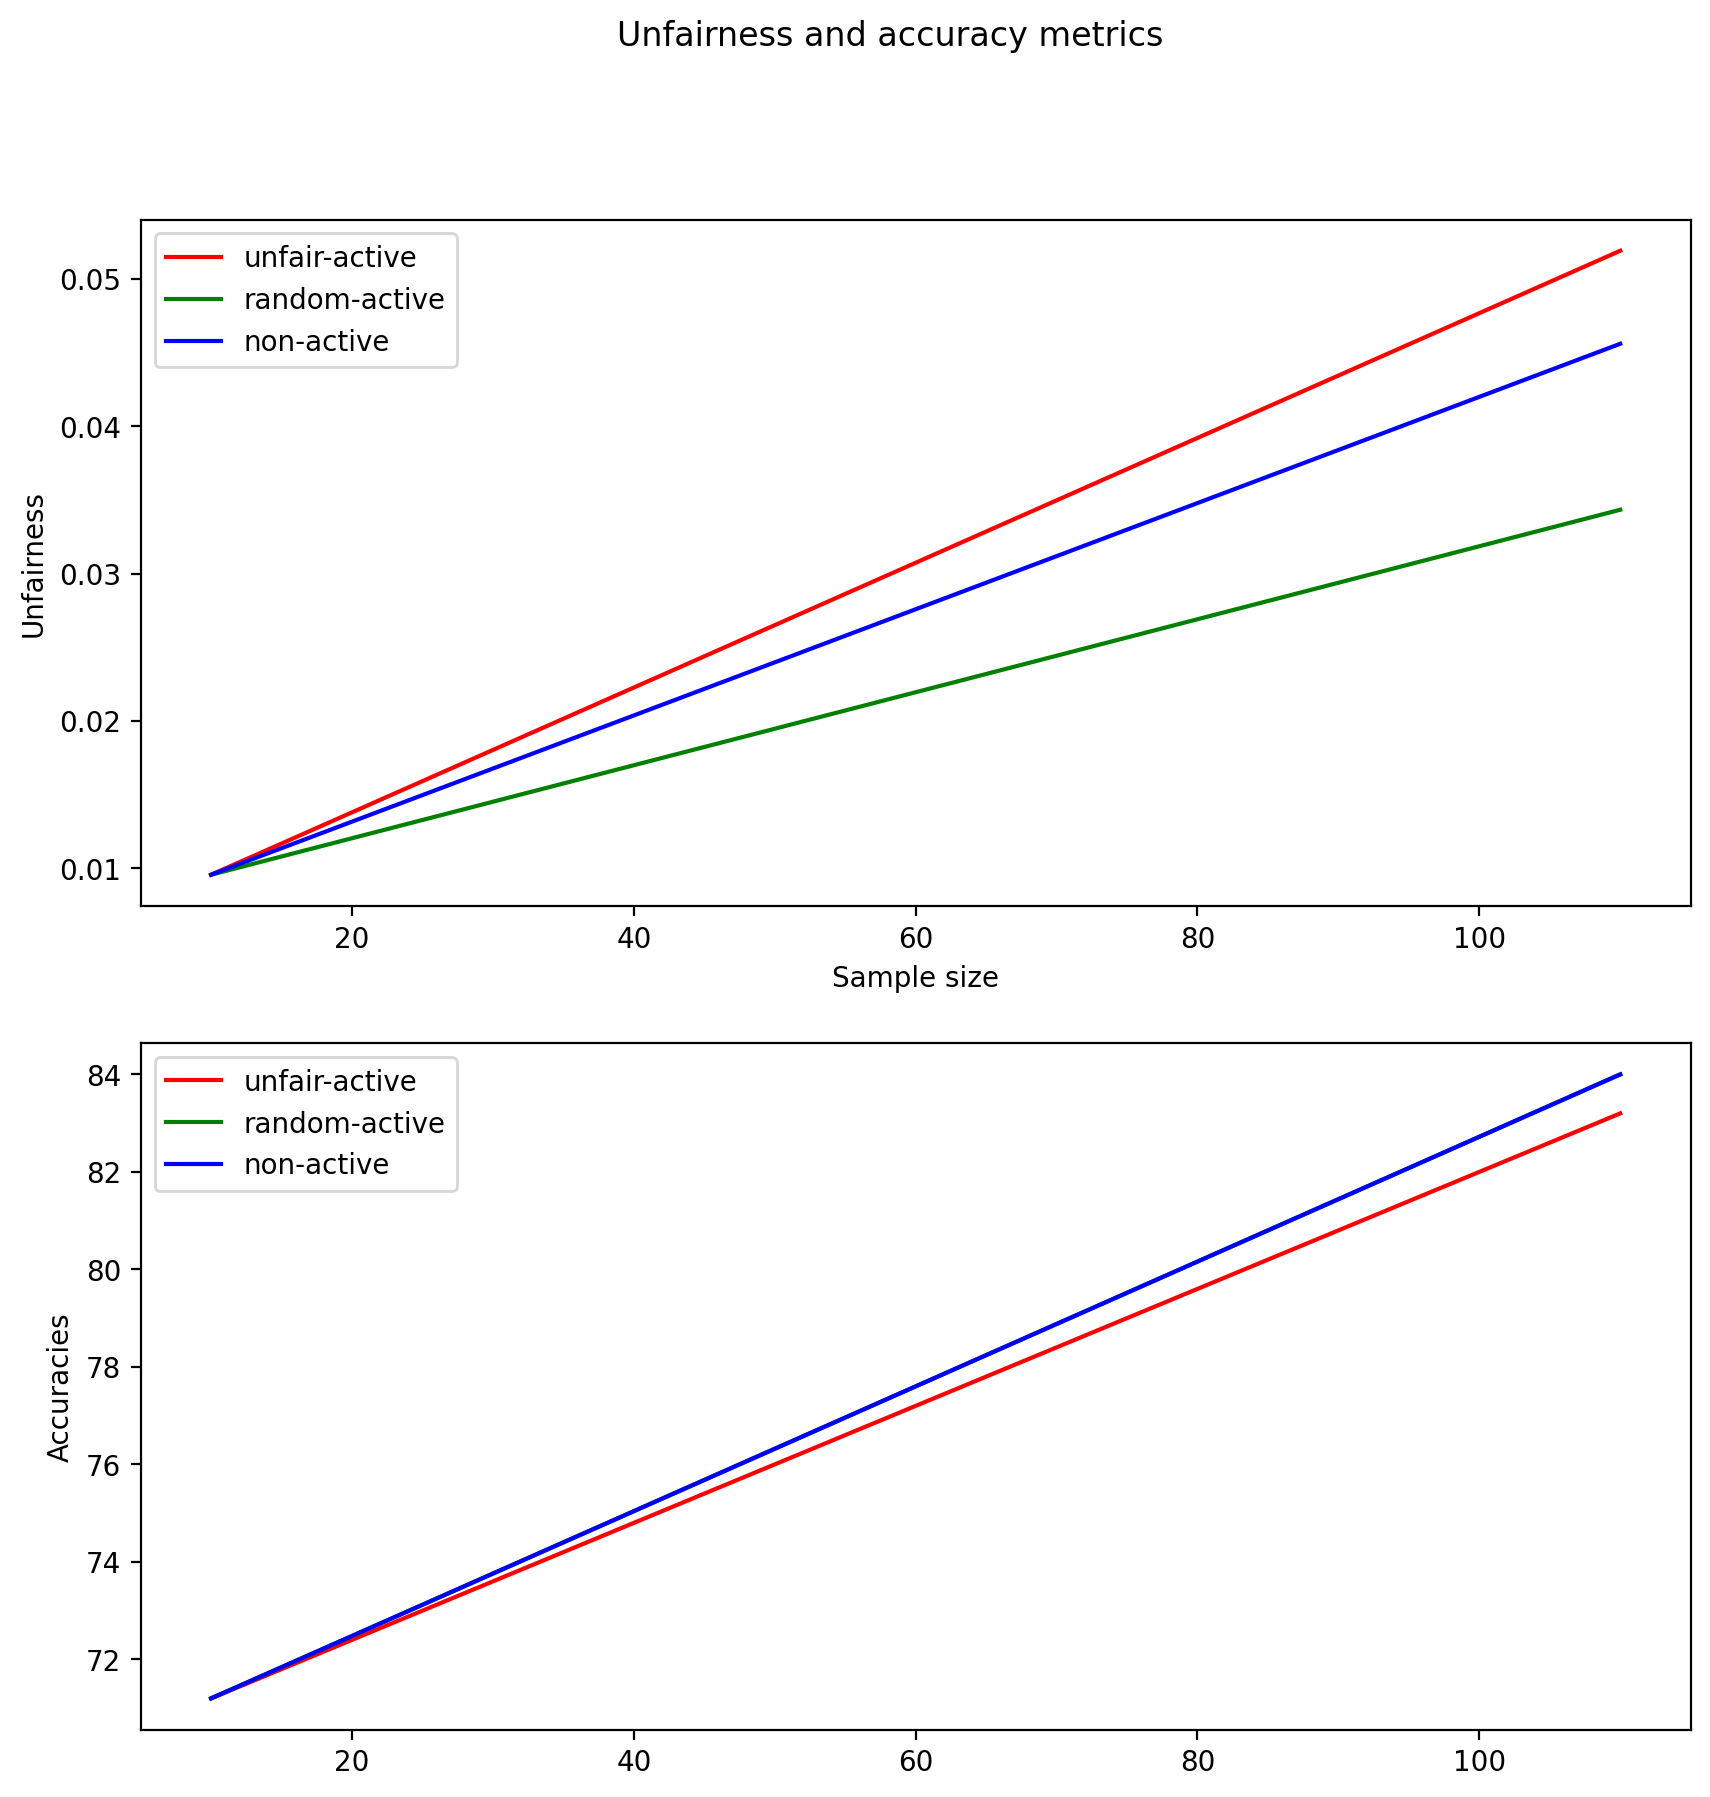 Unfairness and accuracy metrics
unfair-active
random-active
non-active
0.05
0.04
0.03
0.02
0.01
Unfairness
20 40 60 80 100
Sample size
unfair-active
random-active
non-active
84
82
80
78
76
74
72
Accuracies
20 40 60 80 100